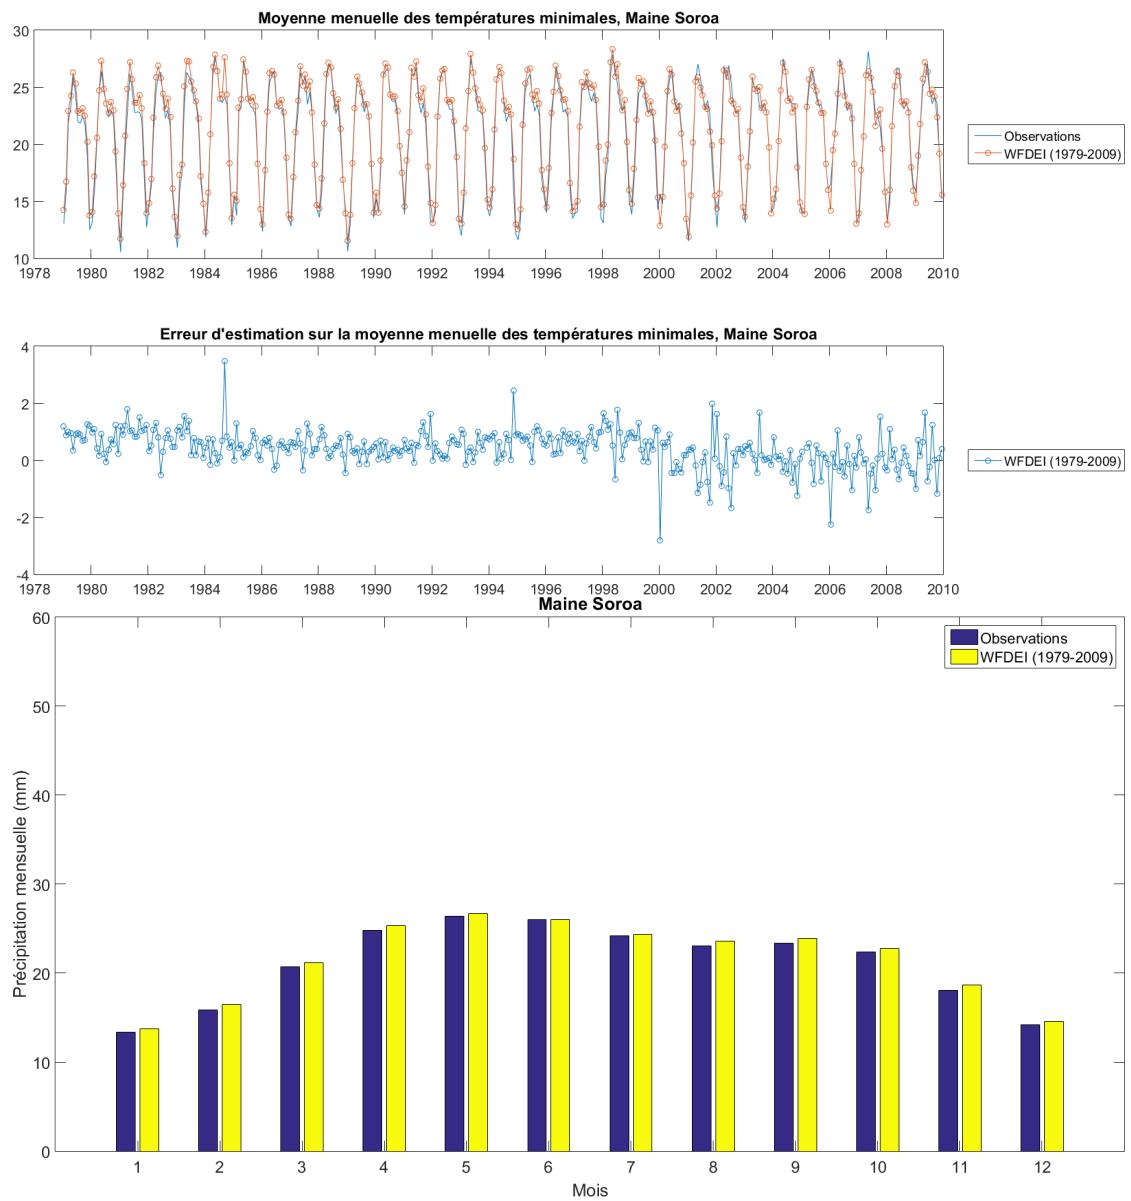 Moyenne menuelle des températures minimales, Maine Soroa
30
25
20
15
10
1978 1980 1982 1984 1986 1988 1990 1992 1994 1996 1998 2000 2002 2004 2006 2008 2010
Observations
WFDEI (1979-2009)
Erreur d'estimation sur la moyenne menuelle des températures minimales, Maine Soroa
4
2
0
-2
-4
1978 1980 1982 1984 1986 1988 1990 1992 1994 1996 1998 2000 2002 2004 2006 2008 2010
WFDEI (1979-2009)
Maine Soroa
Précipitation mensuelle (mm)
60
50
40
30
20
10
0
Observations
WFDEI (1979-2009)
1 2 3 4 5 6 7 8 9 10 11 12
Mois